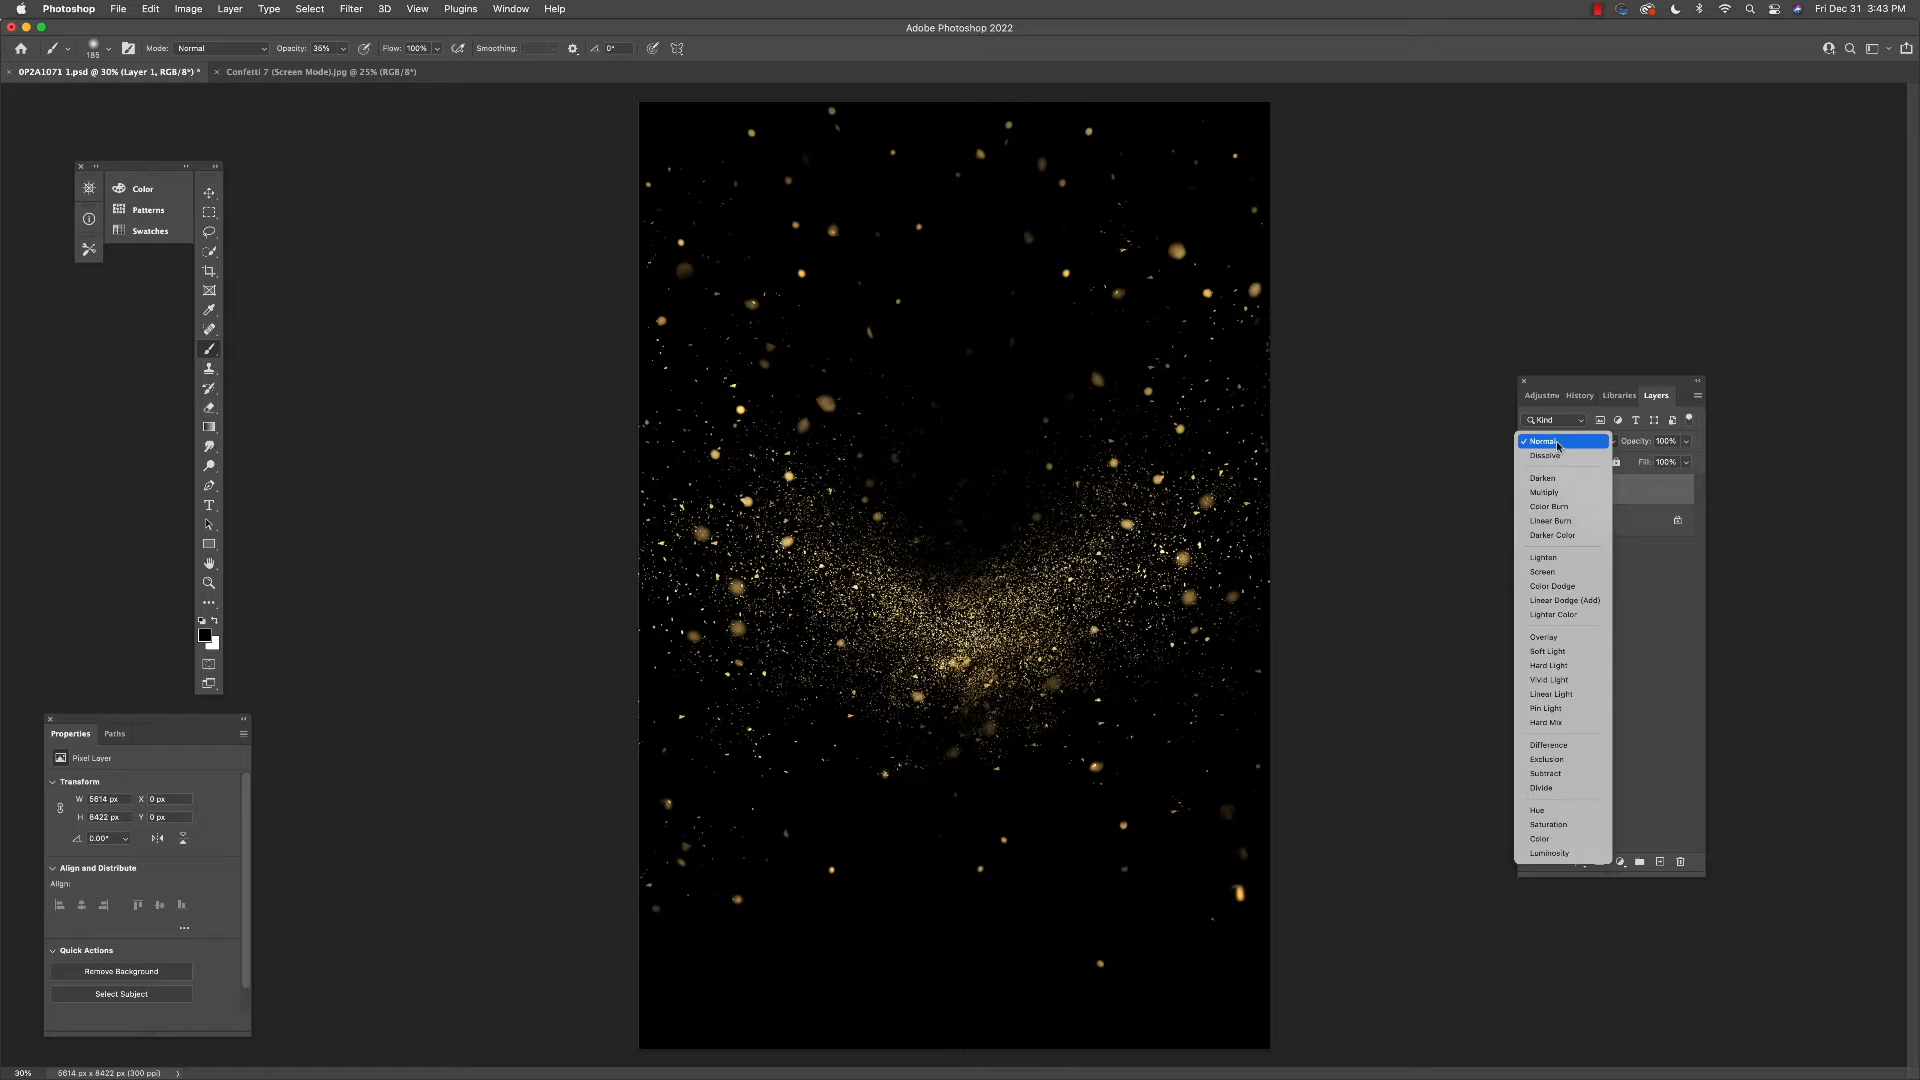 Photoshop File Edit Image Layer Type Select Filter 3D View Plugins Window Help Fri Dec 31 3:43 PM
Adobe Photoshop 2022
185 Mode: Normal Opacity: 35% Flow: 100% Smoothing: 0°
0P2A1071 1.psd @ 30% (Layer 1, RGB/8*) * Confetti 7 (Screen Mode).jpg @ 25% (RGB/8*)
Color
Patterns
Swatches
Adjustme History Libraries Layers
Kind
Normal Opacity: 100%
Dissolve Fill: 100%
Darken
Multiply
Color Burn
Linear Burn
Darker Color
Lighten
Screen
Color Dodge
Linear Dodge (Add)
Lighter Color
Overlay
Soft Light
Hard Light
Vivid Light
Linear Light
Pin Light
Hard Mix
Difference
Exclusion
Subtract
Divide
Hue
Saturation
Color
Luminosity
Properties Paths
Pixel Layer
Transform
W 5614 px X 0 px
H 8422 px Y 0 px
0.00°
Align and Distribute
Align:
Quick Actions
Remove Background
Select Subject
30% 5614 px x 8422 px (300 ppi)